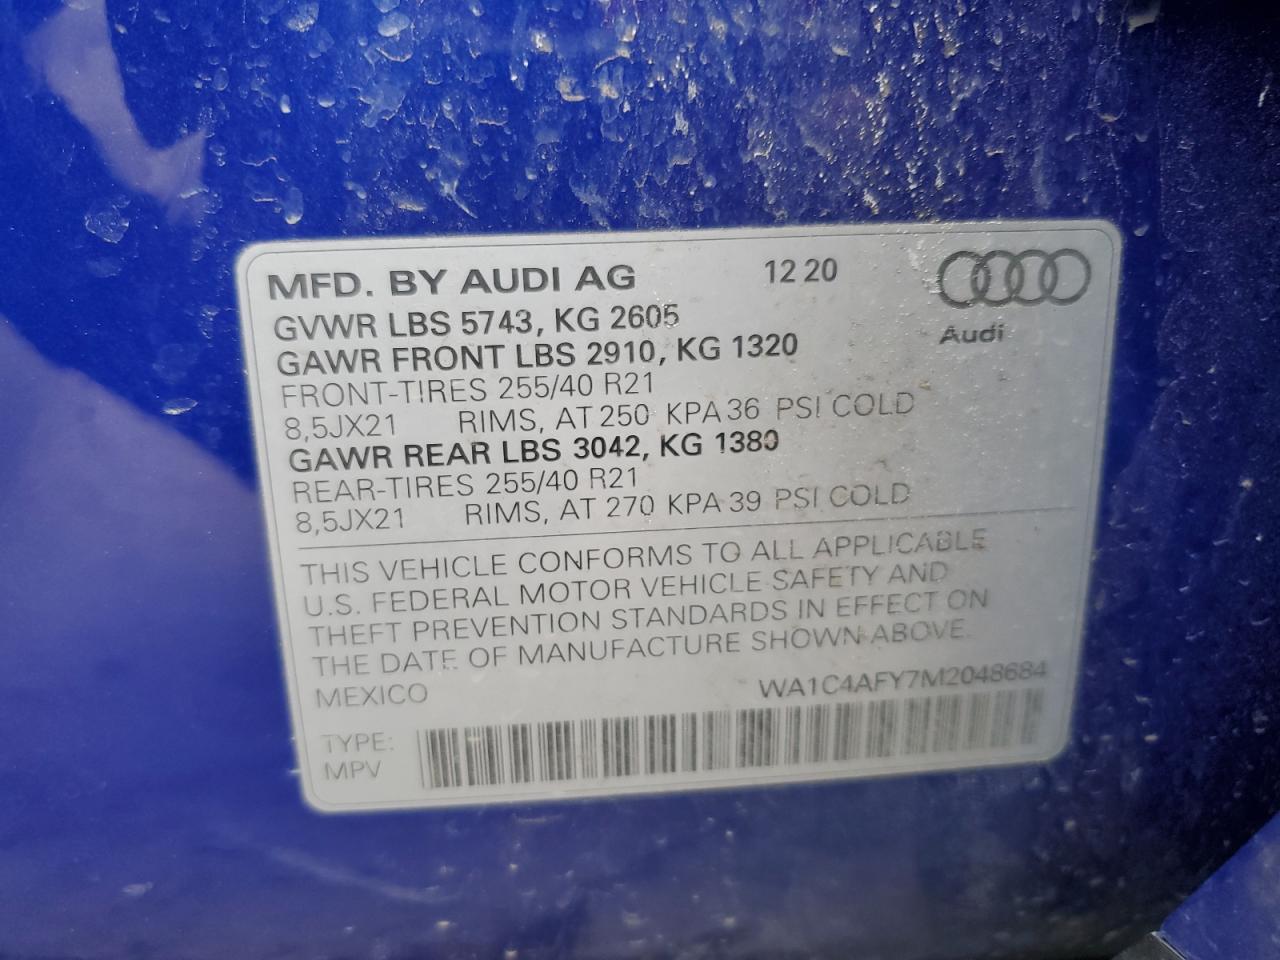 MFD. BY AUDI AG 12 20
Audi
GVWR LBS 5743, KG 2605
GAWR FRONT LBS 2910, KG 1320
FRONT-TIRES 255/40 R21
8,5JX21 RIMS, AT 250 KPA 36 PSI COLD
GAWR REAR LBS 3042, KG 1380
REAR-TIRES 255/40 R21
8,5JX21 RIMS, AT 270 KPA 39 PSI COLD
THIS VEHICLE CONFORMS TO ALL APPLICABLE
U.S. FEDERAL MOTOR VEHICLE SAFETY AND
THEFT PREVENTION STANDARDS IN EFFECT ON
THE DATE OF MANUFACTURE SHOWN ABOVE.
MEXICO WA1C4AFY7M2048684
TYPE:
MPV